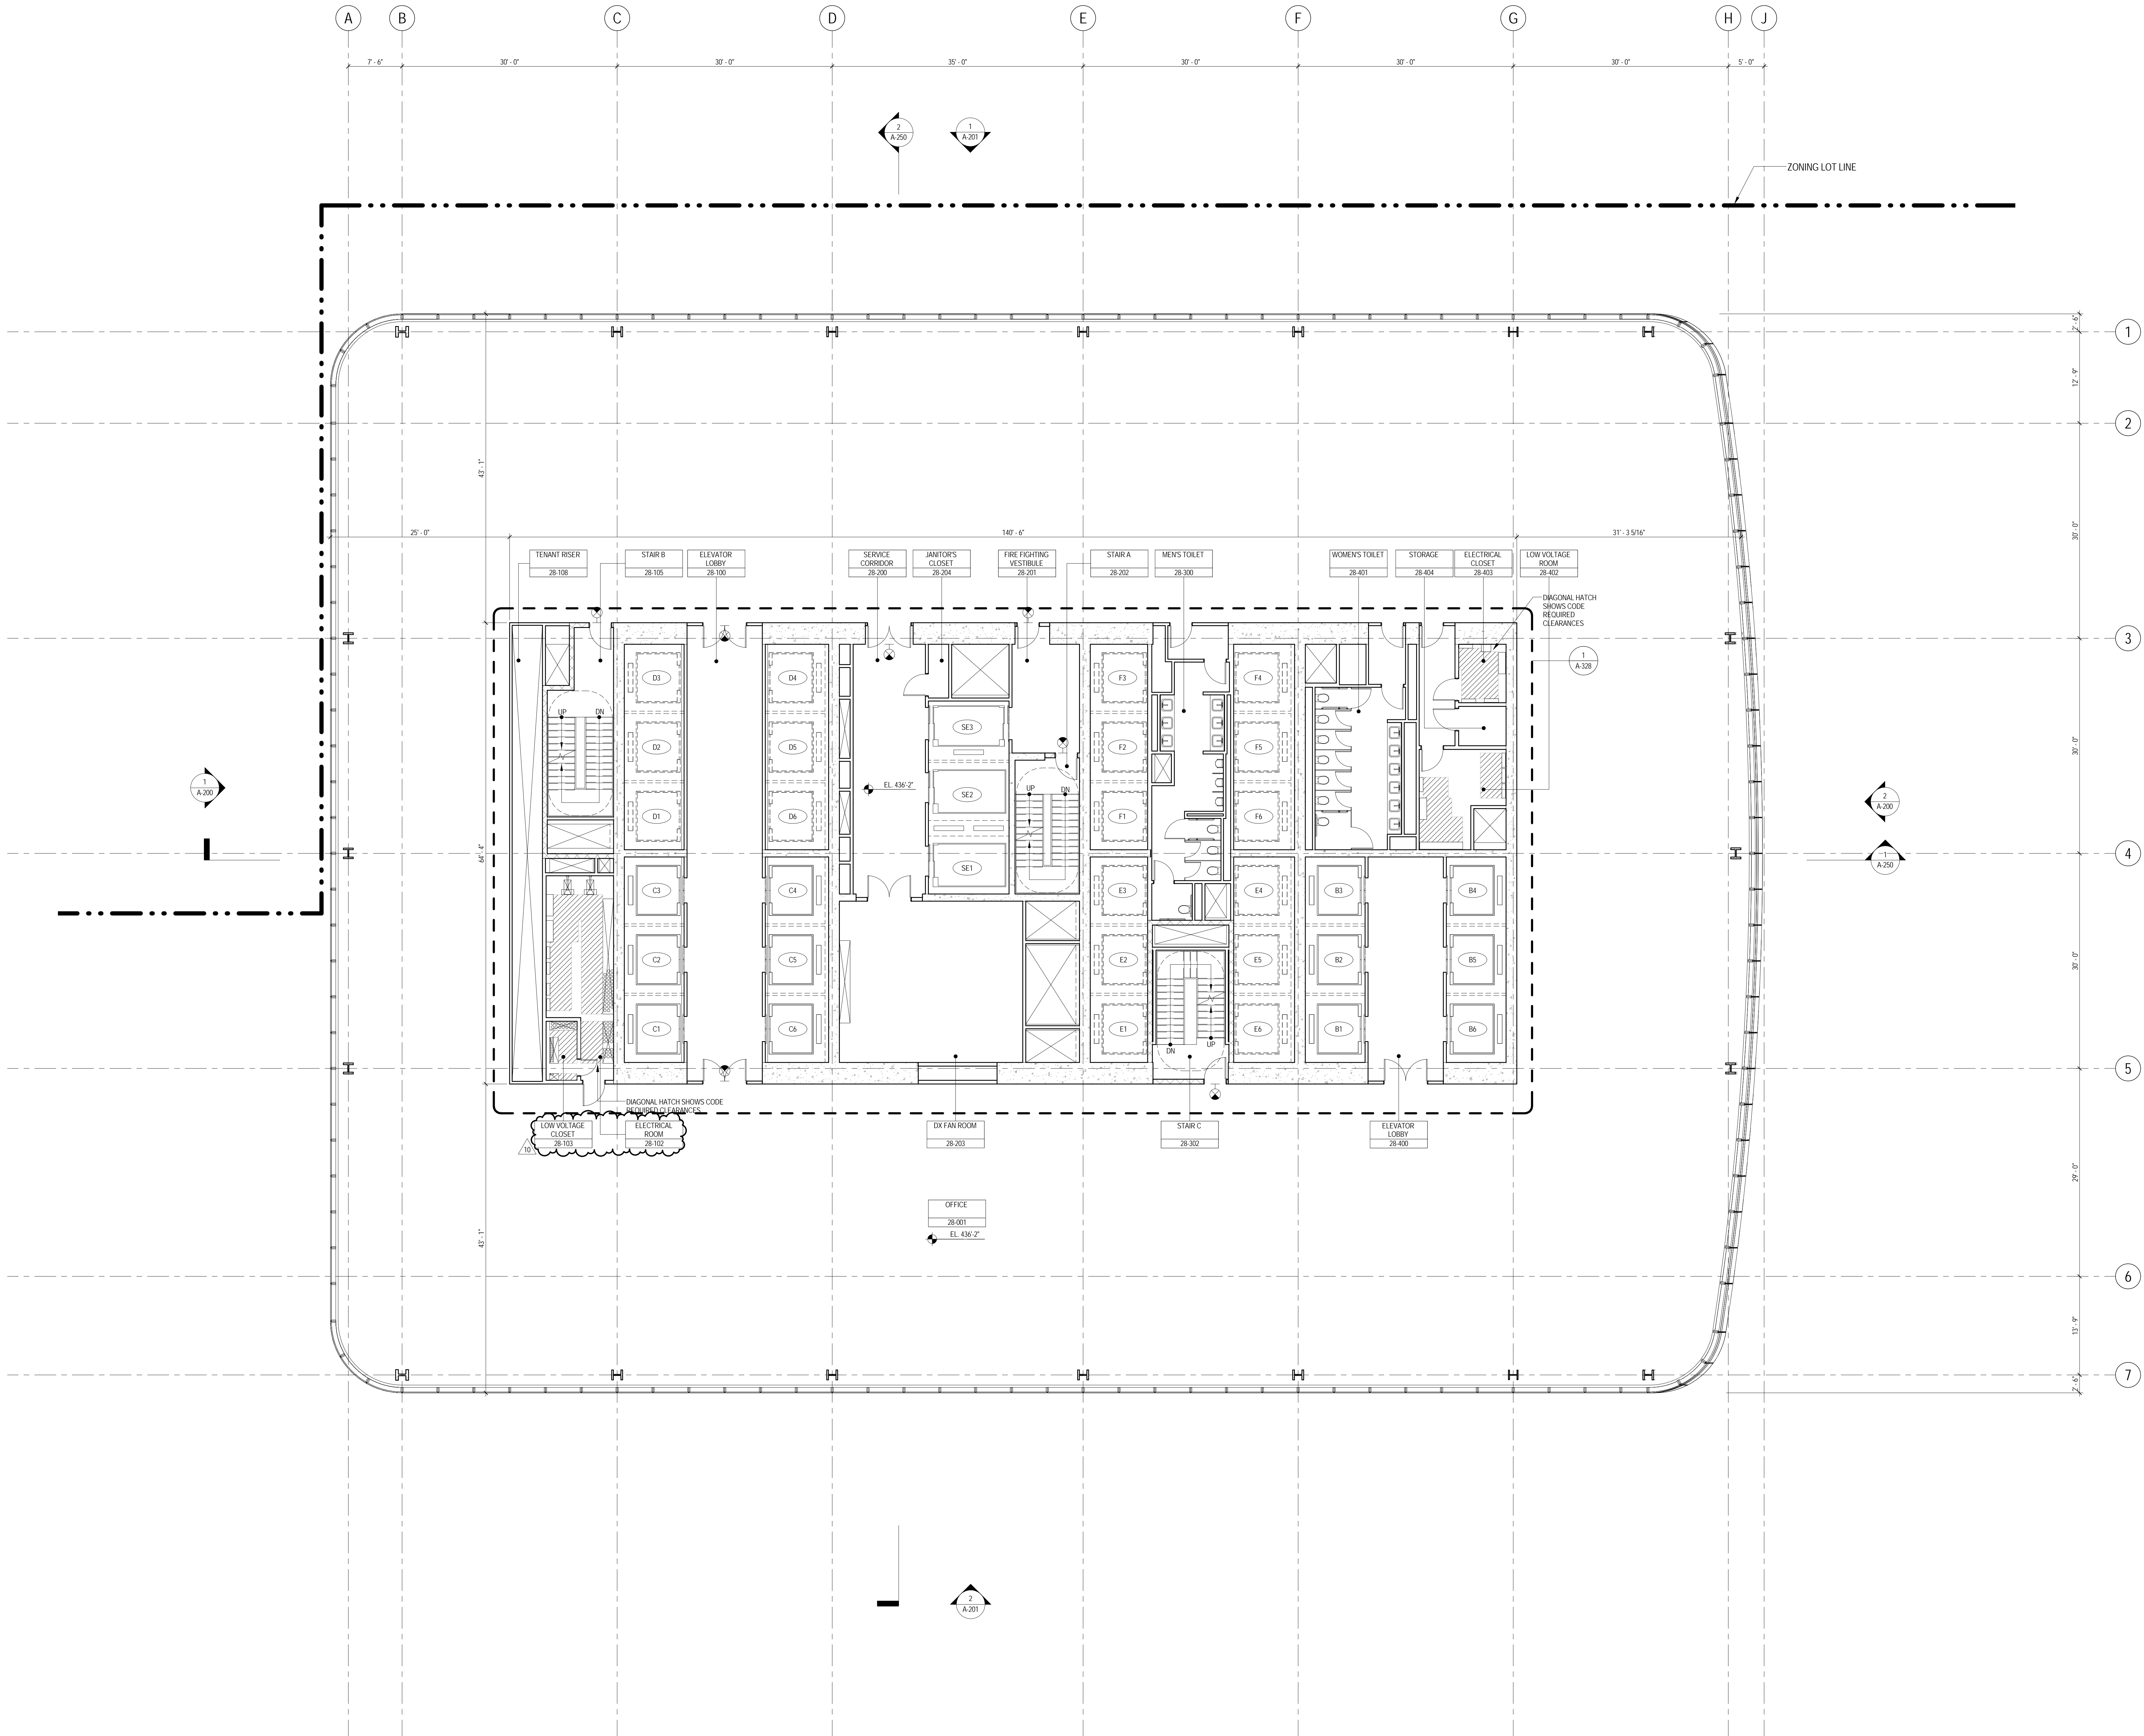 A B C D E F G H J
7' - 6" 30' - 0" 30' - 0" 35' - 0" 30' - 0" 30' - 0" 30' - 0" 5' - 0"
2
A-250
1
A-201
ZONING LOT LINE
2' - 6"
1
12' - 9"
2
43' - 1"
30' - 0"
25' - 0" 140' - 6" 31' - 3 5/16"
TENANT RISER
28-108
STAIR B
28-105
ELEVATOR
LOBBY
28-100
SERVICE
CORRIDOR
28-200
JANITOR'S
CLOSET
28-204
FIRE FIGHTING
VESTIBULE
28-201
STAIR A
28-202
MEN'S TOILET
28-300
WOMEN'S TOILET
28-401
STORAGE
28-404
ELECTRICAL
CLOSET
28-403
LOW VOLTAGE
ROOM
28-402
DIAGONAL HATCH
SHOWS CODE
REQUIRED
CLEARANCES
3
1
A-328
D3 D4 F3 F4
UP DN
SE3
D2 D5 F2 F5
30' - 0"
1
A-200
EL. 436'-2"
SE2
UP DN
2
A-200
D1 D6 F1 F6
64' - 4"
4
1
A-250
SE1
C3 C4 E3 E4 B3 B4
C2 C5 E2 E5 B2 B5
30' - 0"
C1 C6 E1 E6 B1 B6
DN UP
5
DIAGONAL HATCH SHOWS CODE
REQUIRED CLEARANCES
LOW VOLTAGE
CLOSET
28-103
ELECTRICAL
ROOM
28-102
10
DX FAN ROOM
28-203
STAIR C
28-302
ELEVATOR
LOBBY
28-400
29' - 0"
OFFICE
28-001
EL. 436'-2"
43' - 1"
6
13' - 9"
7
2' - 6"
2
A-201